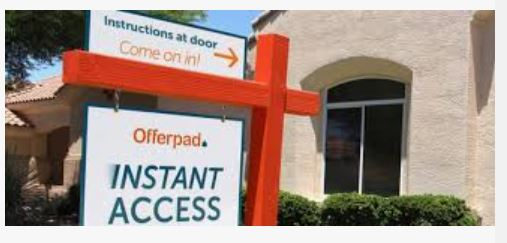 Instructions at door
Come on in!
Offerpad.
INSTANT
ACCESS